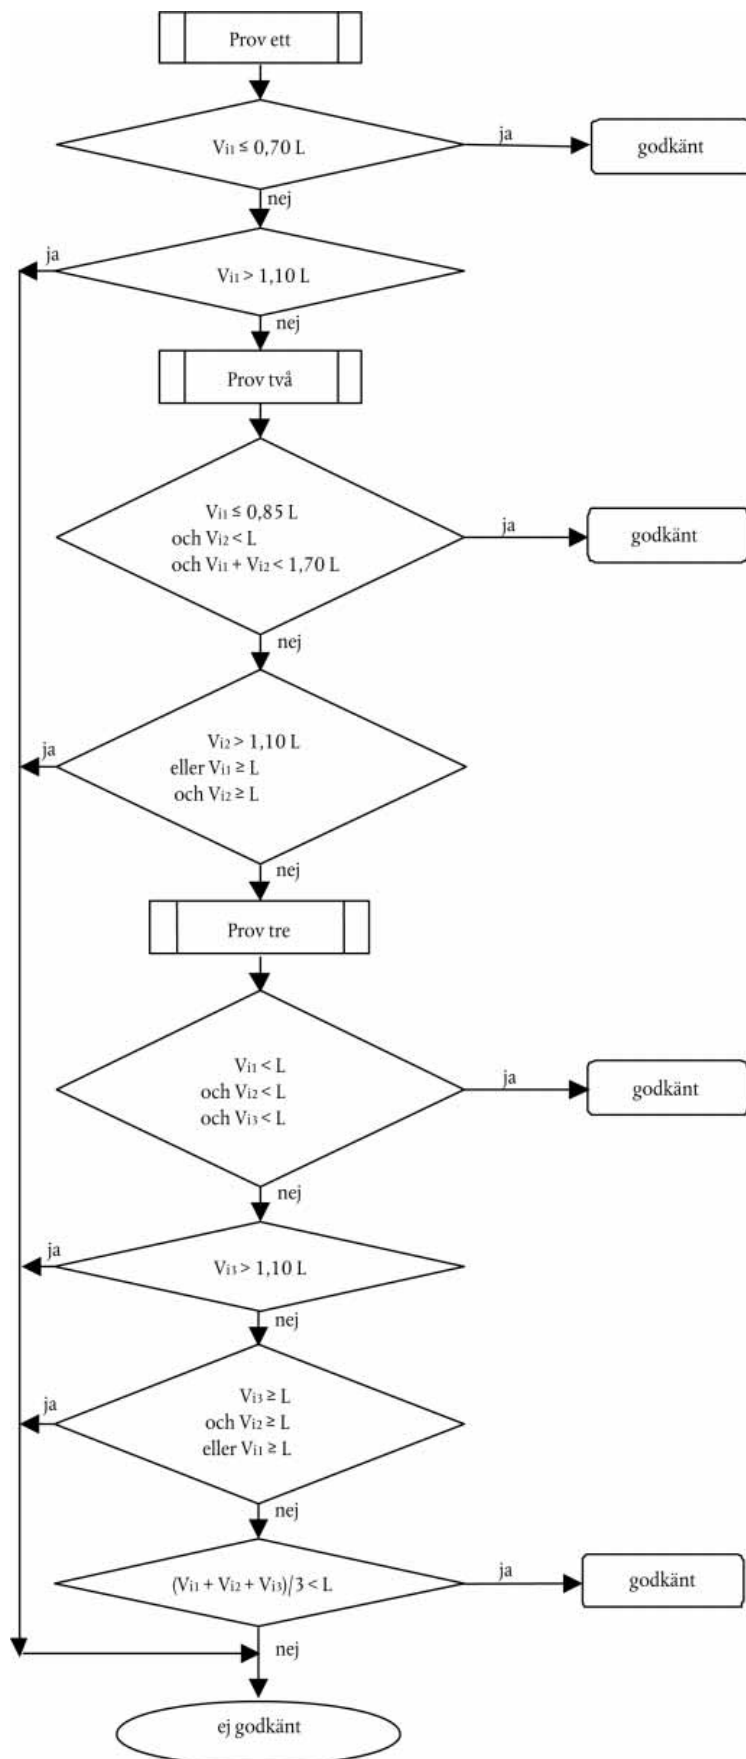 Prov ett
Vi1 ≤ 0,70 L
ja
godkänt
nej
ja
Vi1 > 1,10 L
nej
Prov två
Vi1 ≤ 0,85 L
och Vi2 < L
och Vi1 + Vi2 < 1,70 L
ja
godkänt
nej
ja
Vi2 > 1,10 L
eller Vi1 ≥ L
och Vi2 ≥ L
nej
Prov tre
Vi1 < L
och Vi2 < L
och Vi3 < L
ja
godkänt
nej
ja
Vi3 > 1,10 L
nej
ja
Vi3 ≥ L
och Vi2 ≥ L
eller Vi1 ≥ L
nej
(Vi1 + Vi2 + Vi3)/3 < L
ja
godkänt
nej
ej godkänt